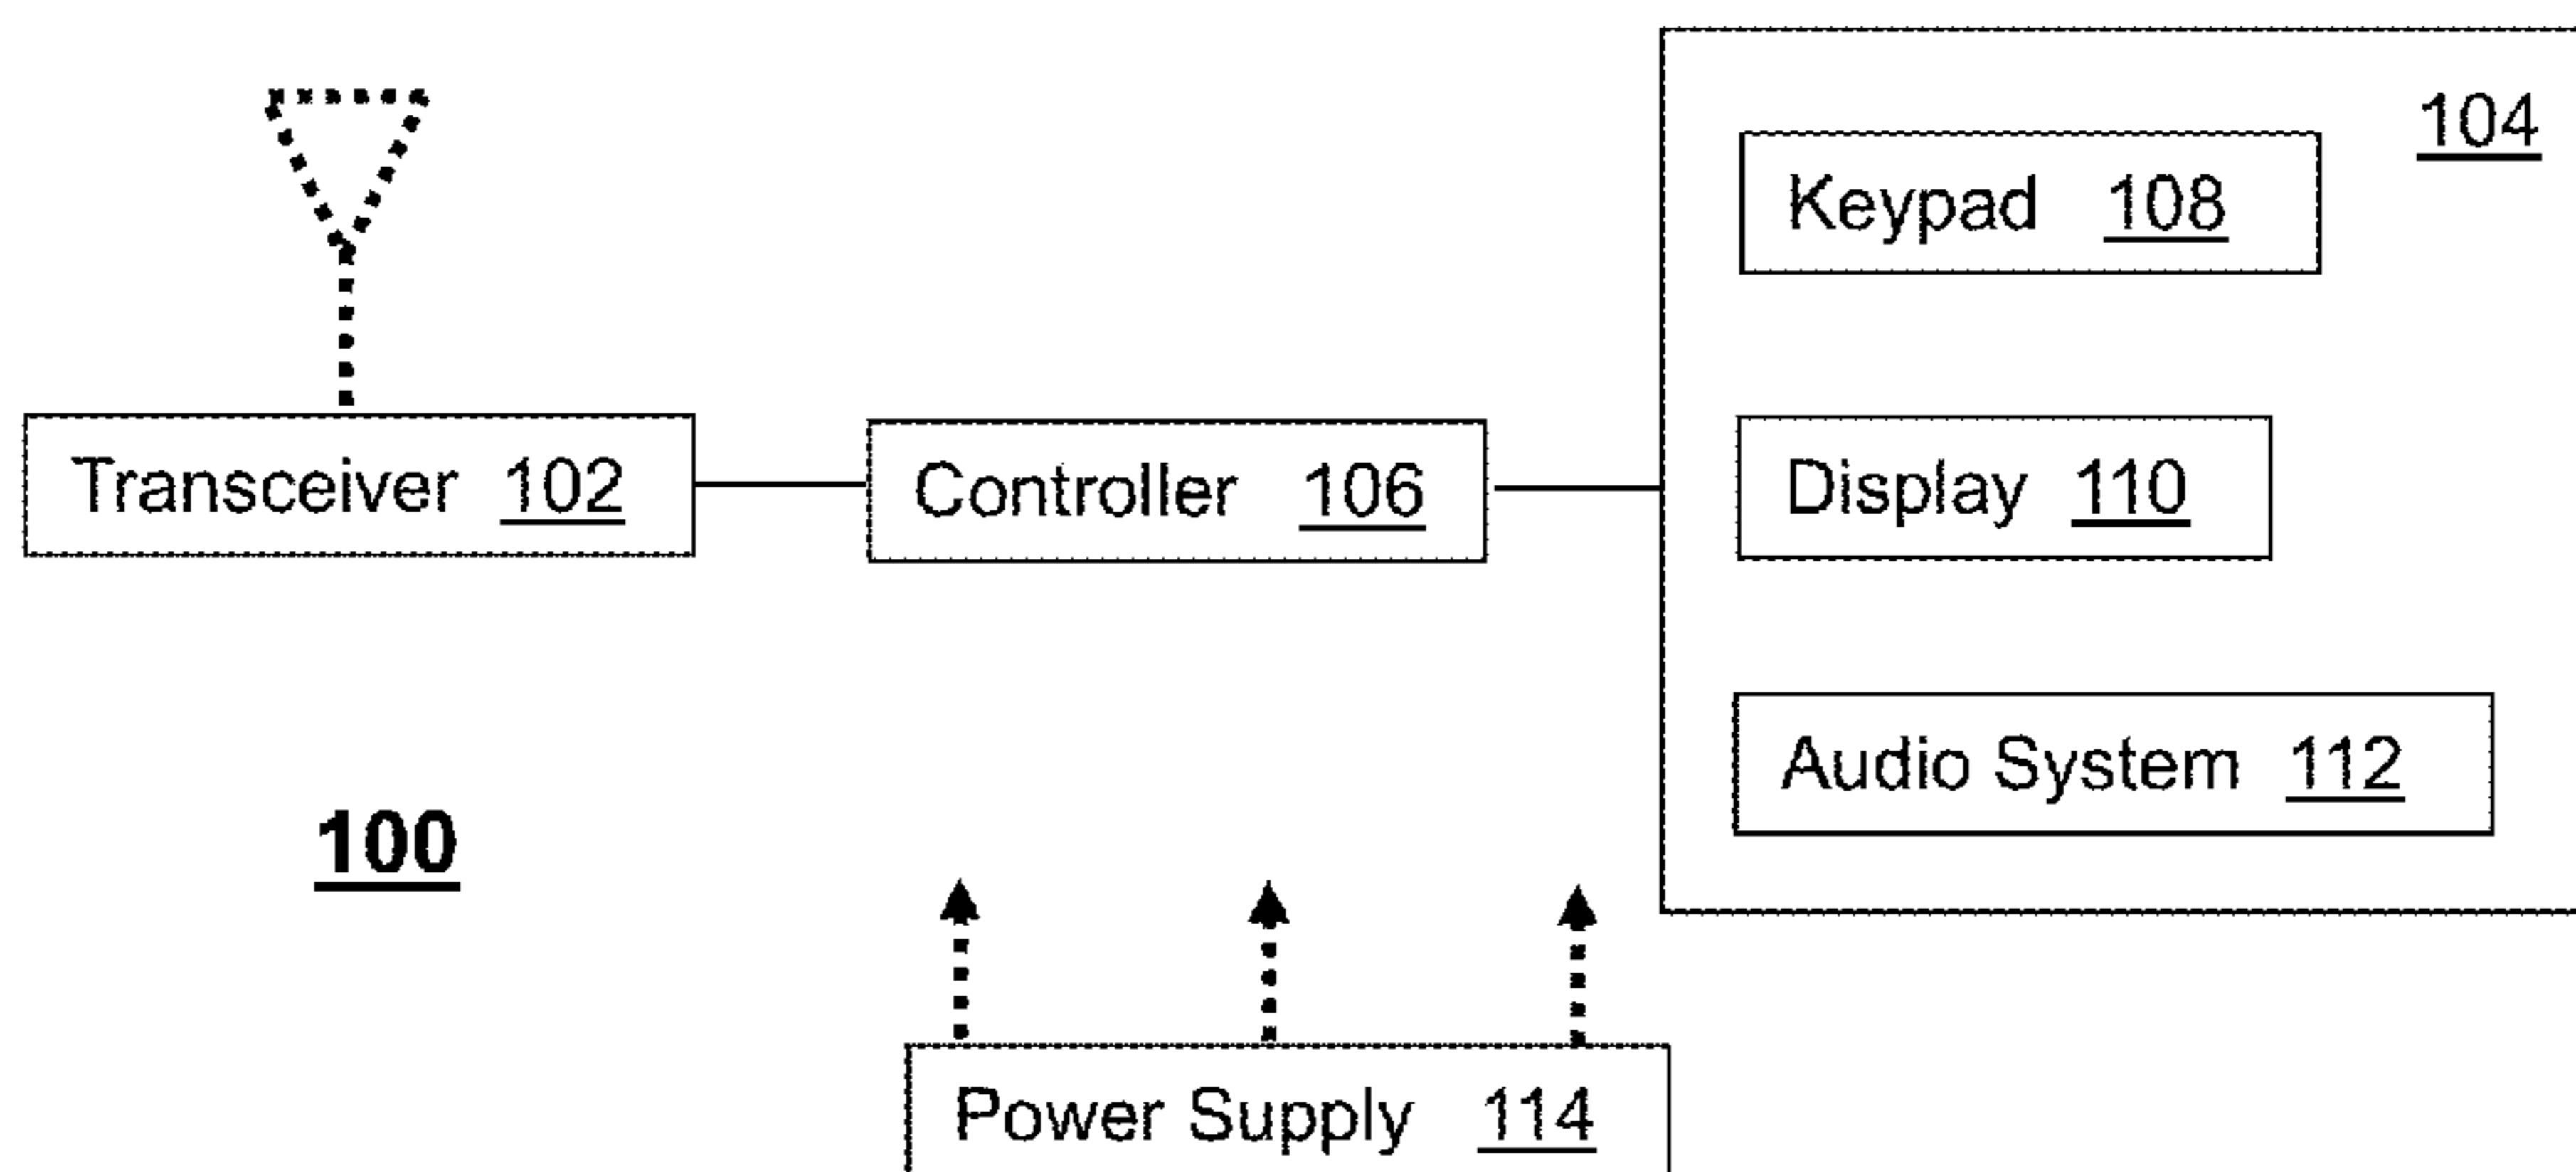 104
Keypad 108
Transceiver 102
Controller 106
Display 110
Audio System 112
100
Power Supply 114